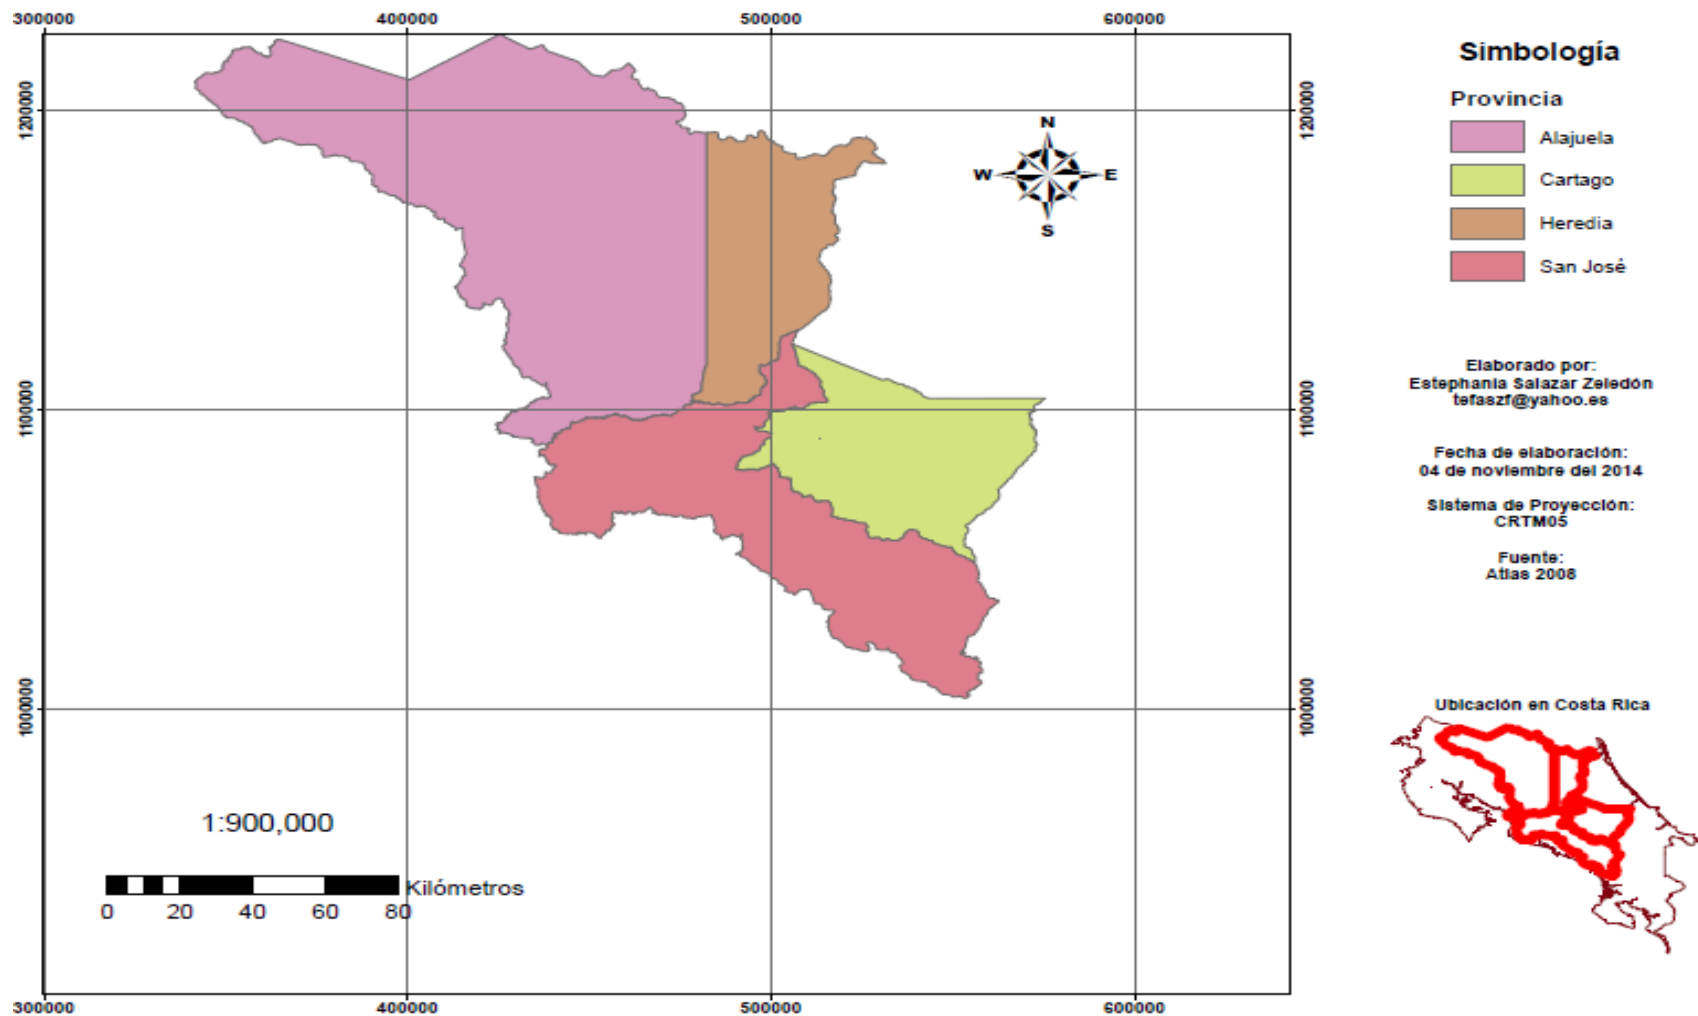 300000 400000 500000 600000
1200000 1200000
1100000 1100000
1000000 1000000
300000 400000 500000 600000
N
W E
S
1:900,000
Kilómetros
0 20 40 60 80
Simbología
Provincia
Alajuela
Cartago
Heredia
San José
Elaborado por:
Estephania Salazar Zeledón
tefaszf@yahoo.es
Fecha de elaboración:
04 de noviembre del 2014
Sistema de Proyección:
CRTM05
Fuente:
Atlas 2008
Ubicación en Costa Rica